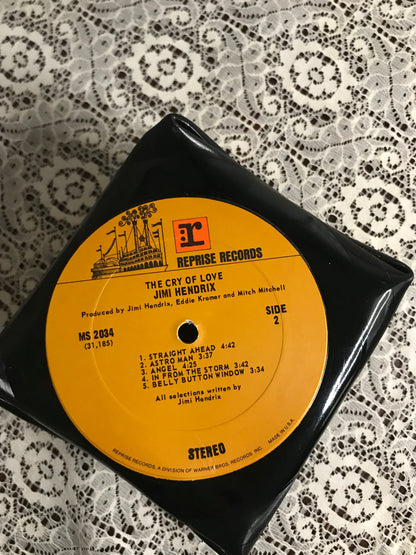 r:
REPRISE RECORDS
THE CRY OF LOVE
JIMI HENDRIX
Produced by Jimi Hendrix, Eddie Kramer and Mitch Mitchell
MS 2034
(31,185)
SIDE
2
1. STRAIGHT AHEAD 4:42
2. ASTRO MAN 3:37
3. ANGEL 4:25
4. IN FROM THE STORM 3:42
5. BELLY BUTTON WINDOW 3:34
All selections written by
Jimi Hendrix
STEREO
REPRISE RECORDS, A DIVISION OF WARNER BROS. RECORDS, INC.
MADE IN U.S.A.